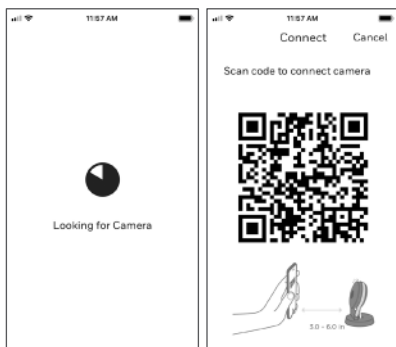 11:57 AM
Looking for Camera
11:57 AM
Connect Cancel
Scan code to connect camera
3.0 - 6.0 in